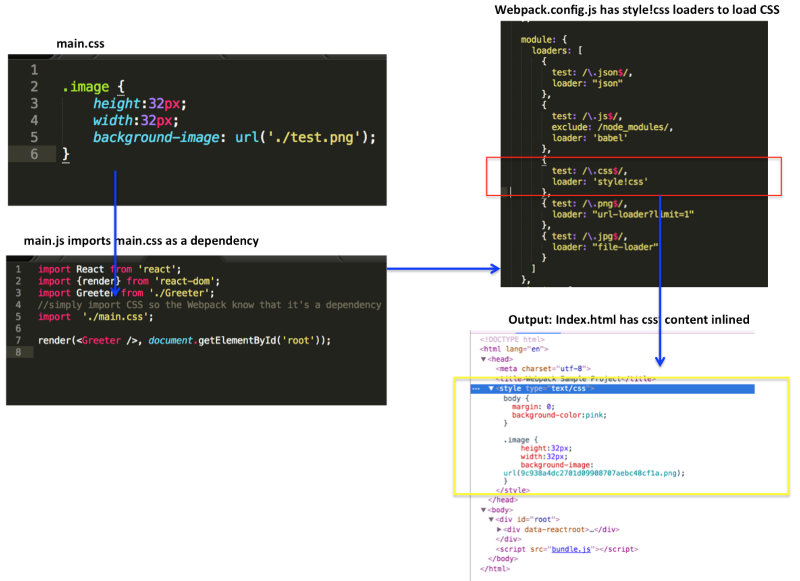 main.css
1
2 .image {
3 height:32px;
4 width:32px;
5 background-image: url('./test.png');
6 }
main.js imports main.css as a dependency
1 import React from 'react';
2 import {render} from 'react-dom';
3 import Greeter from './Greeter';
4 //simply import CSS so the Webpack know that it's a dependency
5 import './main.css';
6
7 render(<Greeter />, document.getElementById('root'));
8
Webpack.config.js has style!css loaders to load CSS
module: {
loaders: [
{
test: /\.json$/,
loader: "json"
},
{
test: /\.js$/,
exclude: /node_modules/,
loader: 'babel'
},
{
test: /\.css$/,
loader: 'style!css'
},
{ test: /\.png$/,
loader: "url-loader?limit=1"
},
{ test: /\.jpg$/,
loader: "file-loader"
}
]
},
Output: Index.html has css content inlined
<!DOCTYPE html>
<html lang="en">
▼<head>
<meta charset="utf-8">
<title>Webpack Sample Project</title>
… ▼<style type="text/css">
body {
margin: 0;
background-color:pink;
}
.image {
height:32px;
width:32px;
background-image:
url(9c938a4dc2701d09908707aebc48cf1a.png);
}
</style>
</head>
▼<body>
▼<div id="root">
▶<div data-reactroot>…</div>
</div>
<script src="bundle.js"></script>
</body>
</html>